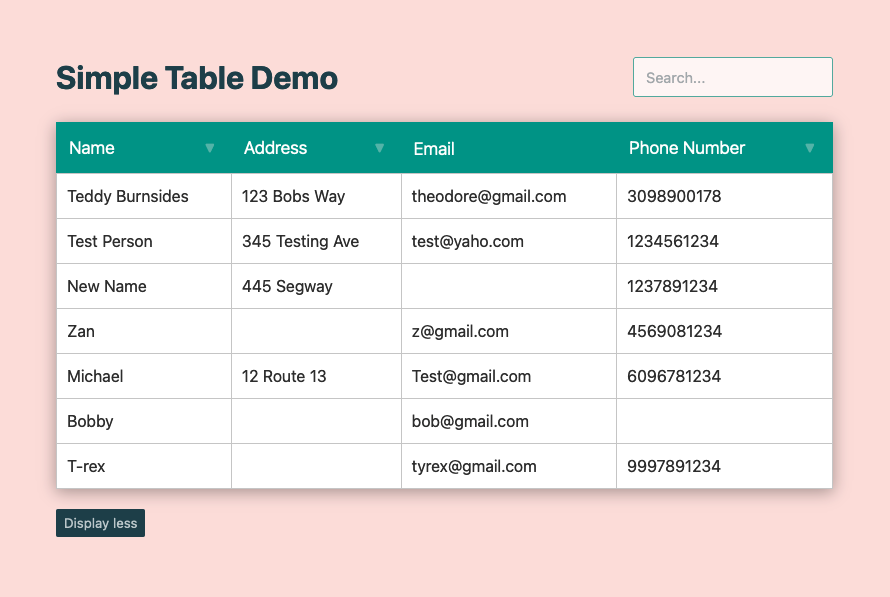 Simple Table Demo
Search...
Name ▼ Address ▼ Email Phone Number ▼
Teddy Burnsides 123 Bobs Way theodore@gmail.com 3098900178
Test Person 345 Testing Ave test@yaho.com 1234561234
New Name 445 Segway 1237891234
Zan z@gmail.com 4569081234
Michael 12 Route 13 Test@gmail.com 6096781234
Bobby bob@gmail.com
T-rex tyrex@gmail.com 9997891234
Display less